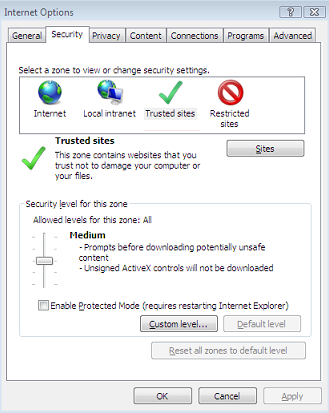 Internet Options
General Security Privacy Content Connections Programs Advanced
Select a zone to view or change security settings.
Internet Local intranet Trusted sites Restricted
sites
Trusted sites
Sites
This zone contains websites that you
trust not to damage your computer or
your files.
Security level for this zone
Allowed levels for this zone: All
Medium
- Prompts before downloading potentially unsafe
content
- Unsigned ActiveX controls will not be downloaded
Enable Protected Mode (requires restarting Internet Explorer)
Custom level... Default level
Reset all zones to default level
OK Cancel Apply